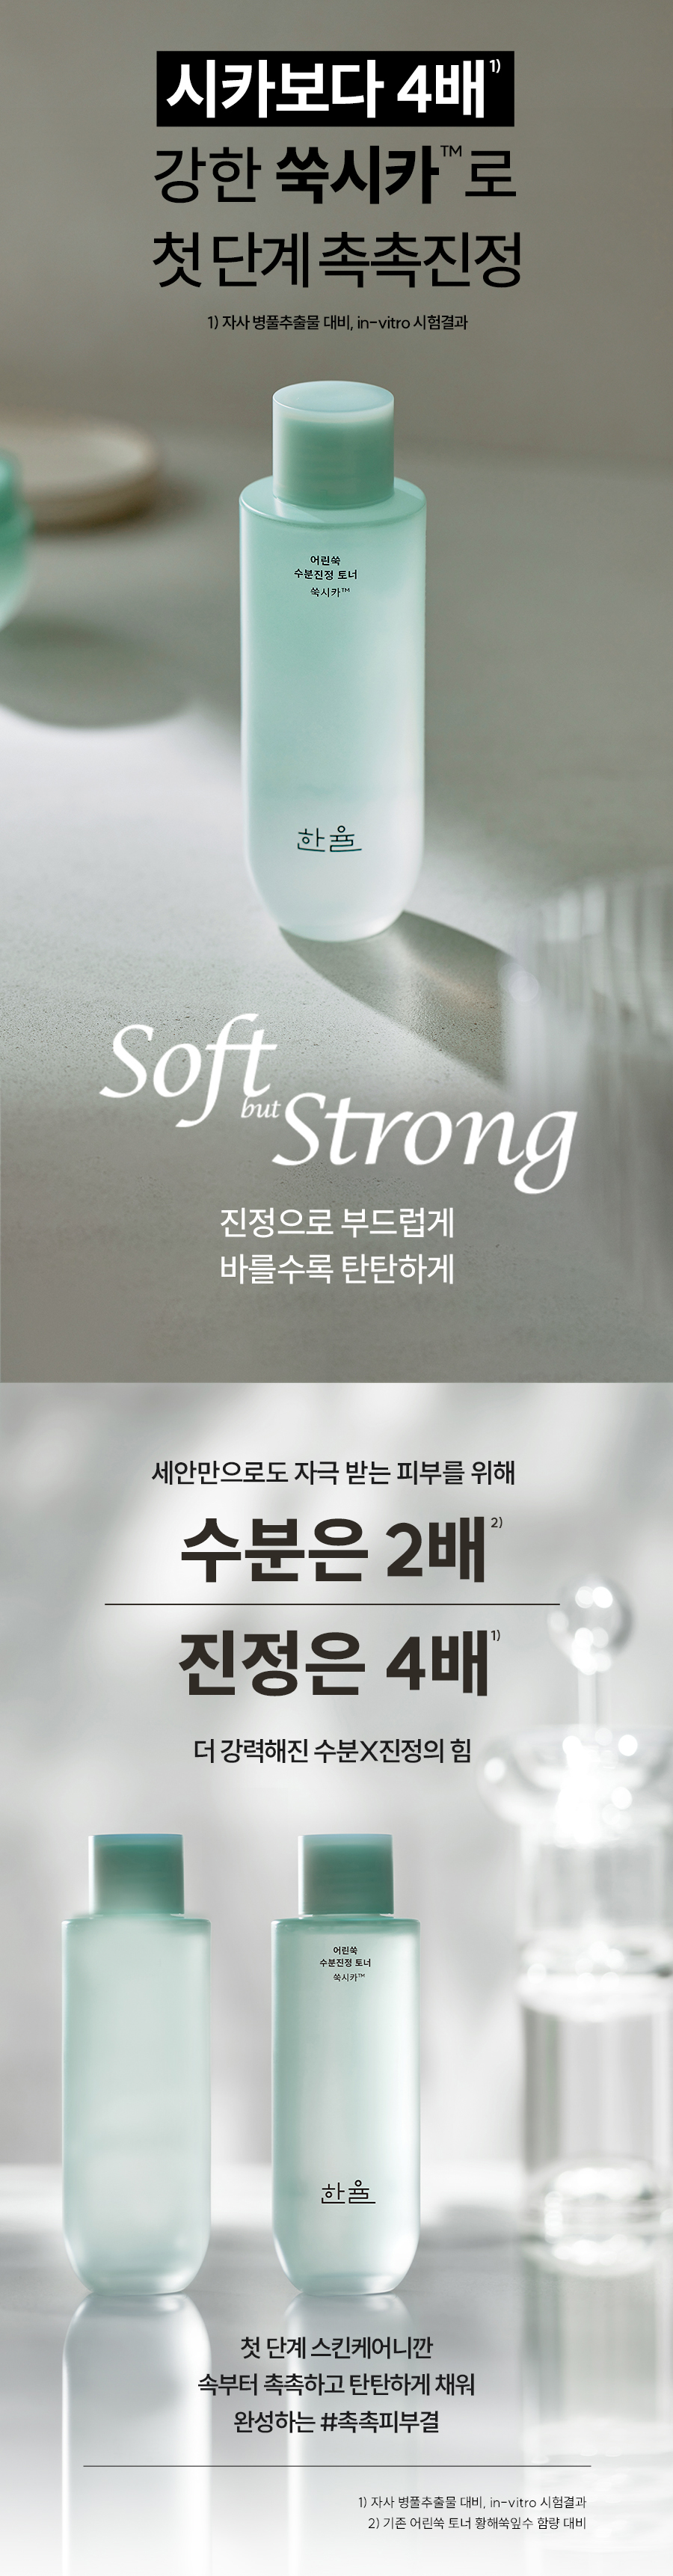 시카보다 4배1)
강한 쑥시카™로
첫 단계 촉촉진정
1) 자사 병풀추출물 대비, in-vitro 시험결과
어린쑥
수분진정 토너
쑥시카™
한율
Soft
but Strong
진정으로 부드럽게
바를수록 탄탄하게
세안만으로도 자극 받는 피부를 위해
수분은 2배2)
진정은 4배1)
더 강력해진 수분X진정의 힘
어린쑥
수분진정 토너
쑥시카™
한율
첫 단계 스킨케어니깐
속부터 촉촉하고 탄탄하게 채워
완성하는 #촉촉피부결
1) 자사 병풀추출물 대비, in-vitro 시험결과
2) 기존 어린쑥 토너 황해쑥잎수 함량 대비